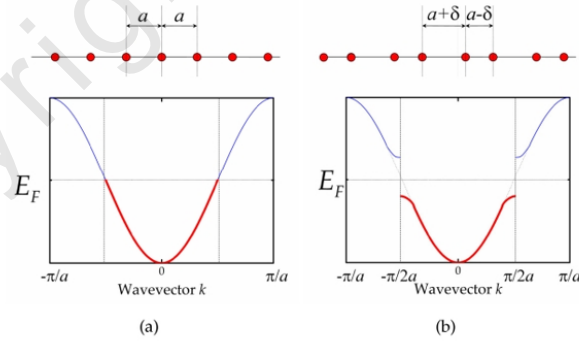 a
a
a+δ
a-δ
E_F
-π/a
0
π/a
Wavevector k
(a)
E_F
-π/a
-π/2a
0
π/2a
π/a
Wavevector k
(b)